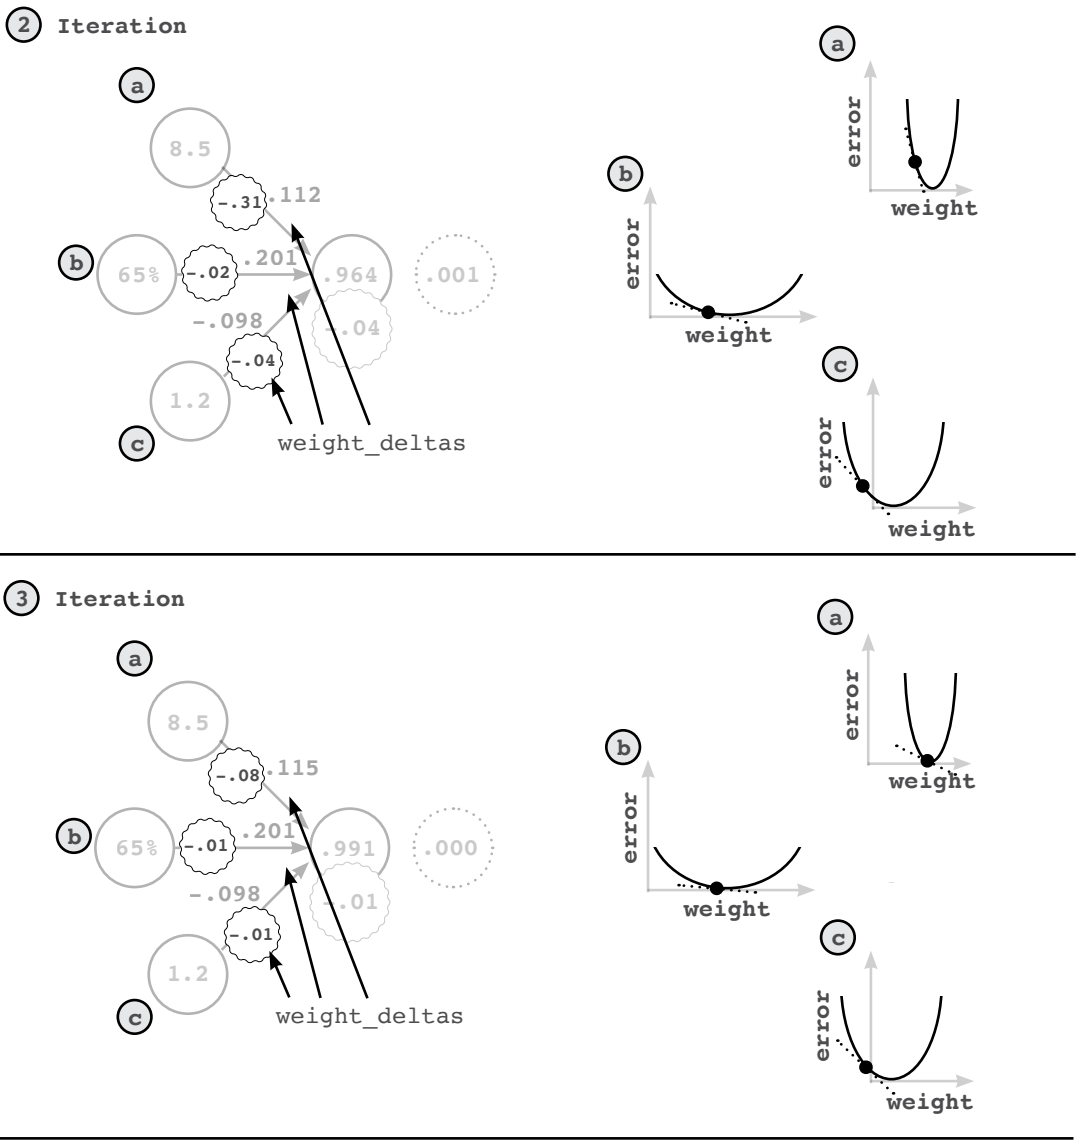 2 Iteration
a
8.5
-.31 .112
b 65% -.02 .201 .964 .001
-.098 -.04
-.04
1.2
c
weight_deltas
a
error
weight
b
error
weight
c
error
weight
3 Iteration
a
8.5
-.08 .115
b 65% -.01 .201 .991 .000
-.098 -.01
-.01
1.2
c
weight_deltas
a
error
weight
b
error
weight
c
error
weight